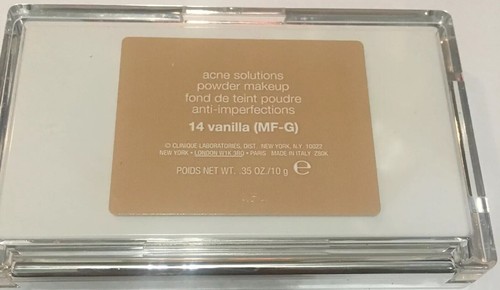 acne solutions
powder makeup
fond de teint poudre
anti-imperfections
14 vanilla (MF-G)
© CLINIQUE LABORATORIES, DIST. NEW YORK, N.Y. 10022
NEW YORK • LONDON W1K 3BQ • PARIS MADE IN ITALY
POIDS NET WT. .35 OZ./10 g e